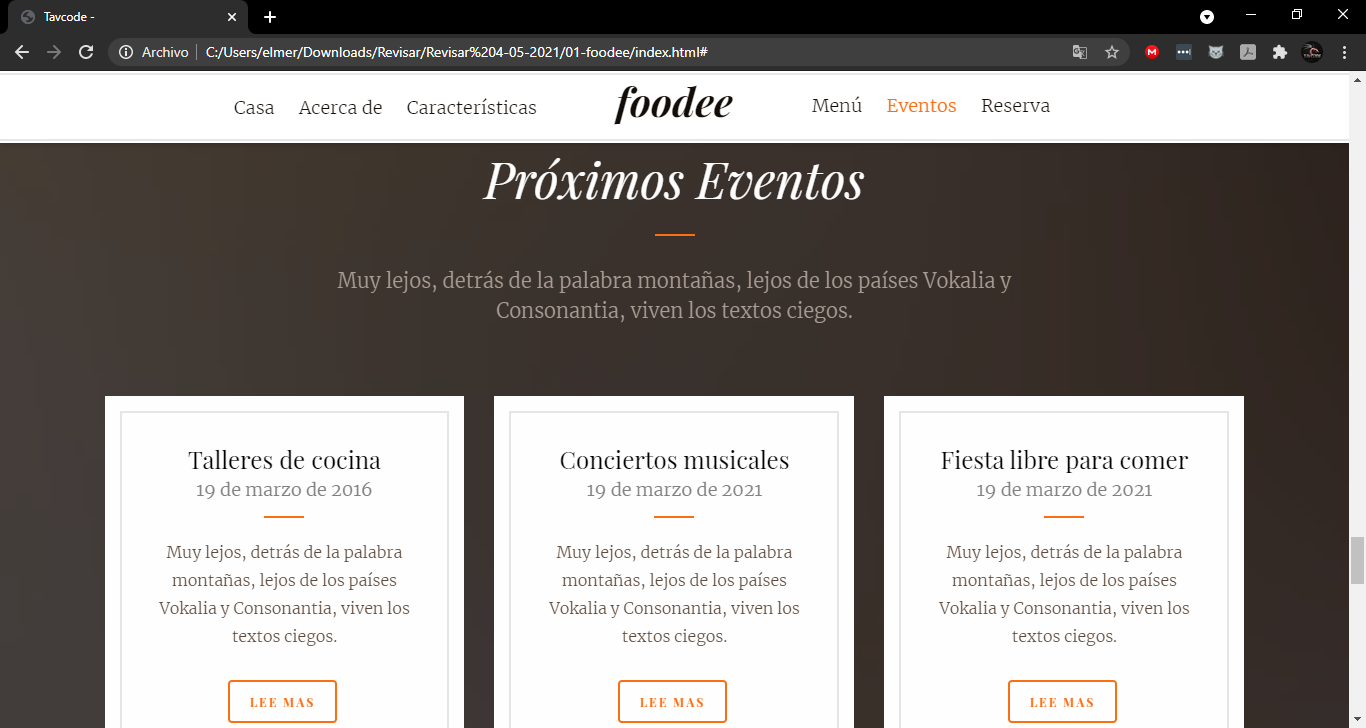 Tavcode -
Archivo C:/Users/elmer/Downloads/Revisar/Revisar%204-05-2021/01-foodee/index.html#
Casa Acerca de Características foodee Menú Eventos Reserva
Próximos Eventos
Muy lejos, detrás de la palabra montañas, lejos de los países Vokalia y
Consonantia, viven los textos ciegos.
Talleres de cocina
19 de marzo de 2016
Muy lejos, detrás de la palabra
montañas, lejos de los países
Vokalia y Consonantia, viven los
textos ciegos.
LEE MAS
Conciertos musicales
19 de marzo de 2021
Muy lejos, detrás de la palabra
montañas, lejos de los países
Vokalia y Consonantia, viven los
textos ciegos.
LEE MAS
Fiesta libre para comer
19 de marzo de 2021
Muy lejos, detrás de la palabra
montañas, lejos de los países
Vokalia y Consonantia, viven los
textos ciegos.
LEE MAS